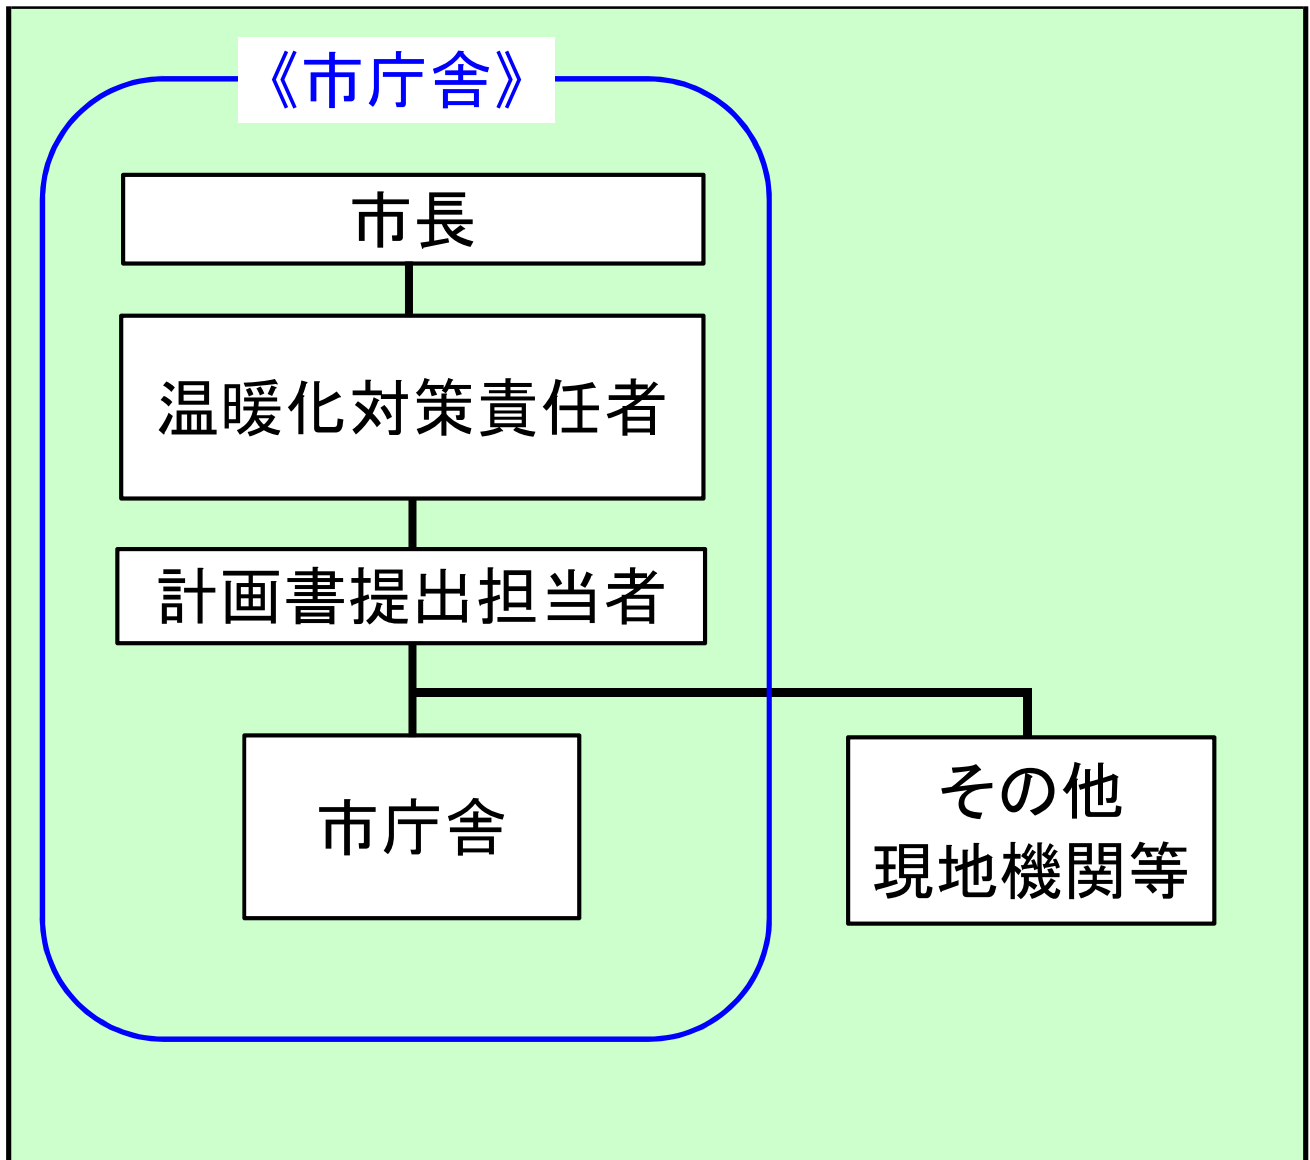 《市庁舎》
市長
温暖化対策責任者
計画書提出担当者
市庁舎
その他
現地機関等